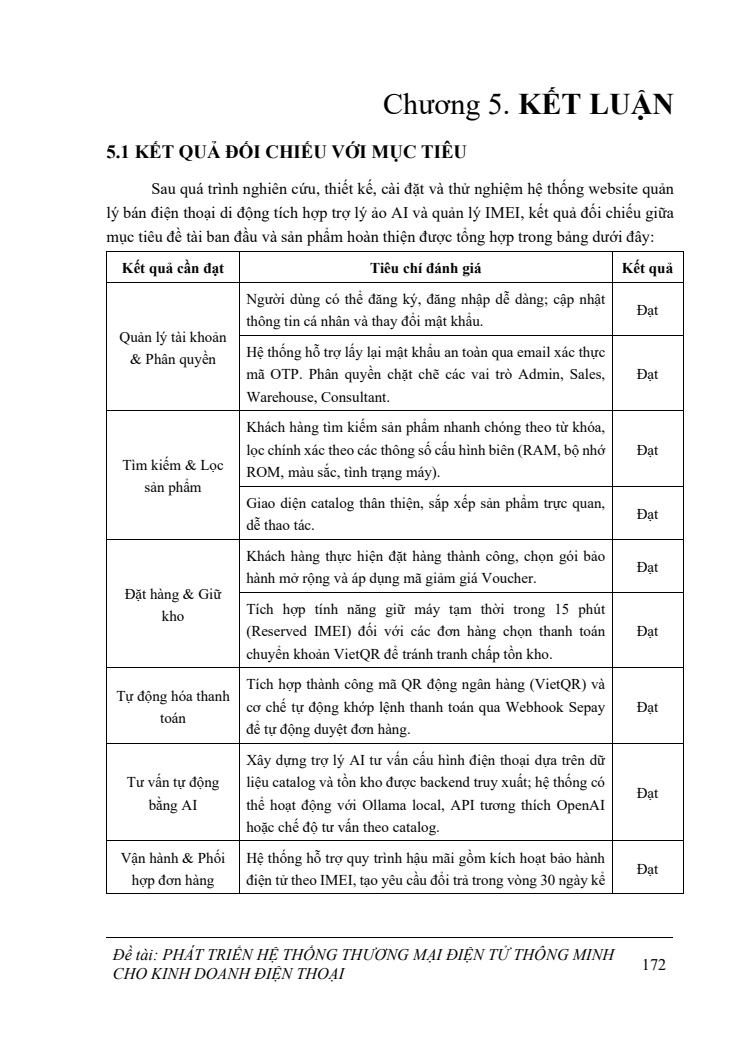 Chương 5. KẾT LUẬN
5.1 KẾT QUẢ ĐỐI CHIẾU VỚI MỤC TIÊU
Sau quá trình nghiên cứu, thiết kế, cài đặt và thử nghiệm hệ thống website quản
lý bán điện thoại di động tích hợp trợ lý ảo AI và quản lý IMEI, kết quả đối chiếu giữa
mục tiêu đề tài ban đầu và sản phẩm hoàn thiện được tổng hợp trong bảng dưới đây:
Kết quả cần đạt Tiêu chí đánh giá Kết quả
Quản lý tài khoản
& Phân quyền
Người dùng có thể đăng ký, đăng nhập dễ dàng; cập nhật
thông tin cá nhân và thay đổi mật khẩu.
Đạt
Hệ thống hỗ trợ lấy lại mật khẩu an toàn qua email xác thực
mã OTP. Phân quyền chặt chẽ các vai trò Admin, Sales,
Warehouse, Consultant.
Đạt
Tìm kiếm & Lọc
sản phẩm
Khách hàng tìm kiếm sản phẩm nhanh chóng theo từ khóa,
lọc chính xác theo các thông số cấu hình biên (RAM, bộ nhớ
ROM, màu sắc, tình trạng máy).
Đạt
Giao diện catalog thân thiện, sắp xếp sản phẩm trực quan,
dễ thao tác.
Đạt
Đặt hàng & Giữ
kho
Khách hàng thực hiện đặt hàng thành công, chọn gói bảo
hành mở rộng và áp dụng mã giảm giá Voucher.
Đạt
Tích hợp tính năng giữ máy tạm thời trong 15 phút
(Reserved IMEI) đối với các đơn hàng chọn thanh toán
chuyển khoản VietQR để tránh tranh chấp tồn kho.
Đạt
Tự động hóa thanh
toán
Tích hợp thành công mã QR động ngân hàng (VietQR) và
cơ chế tự động khớp lệnh thanh toán qua Webhook Sepay
để tự động duyệt đơn hàng.
Đạt
Tư vấn tự động
bằng AI
Xây dựng trợ lý AI tư vấn cấu hình điện thoại dựa trên dữ
liệu catalog và tồn kho được backend truy xuất; hệ thống có
thể hoạt động với Ollama local, API tương thích OpenAI
hoặc chế độ tư vấn theo catalog.
Đạt
Vận hành & Phối
hợp đơn hàng
Hệ thống hỗ trợ quy trình hậu mãi gồm kích hoạt bảo hành
điện tử theo IMEI, tạo yêu cầu đổi trả trong vòng 30 ngày kể
Đạt
Đề tài: PHÁT TRIỂN HỆ THỐNG THƯƠNG MẠI ĐIỆN TỬ THÔNG MINH
CHO KINH DOANH ĐIỆN THOẠI
172